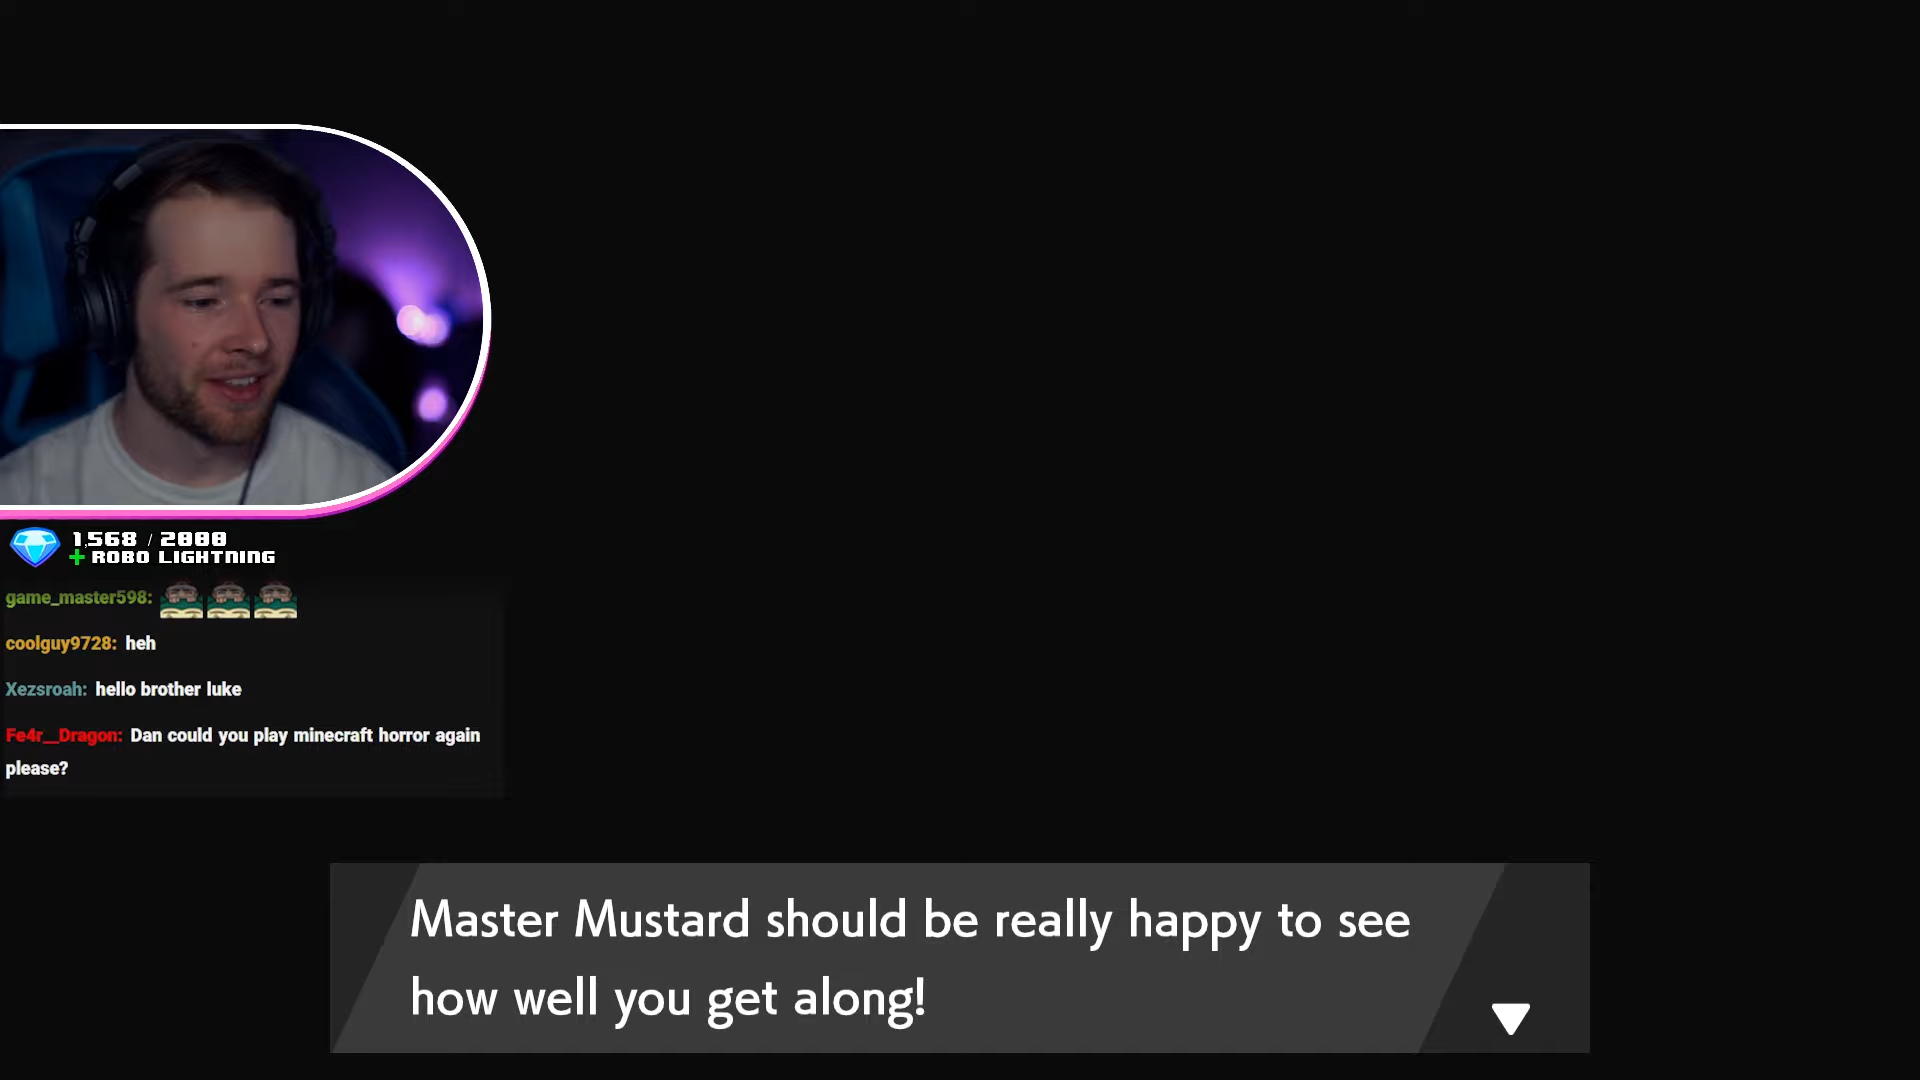 1,568 / 2000
+ ROBO LIGHTNING
game_master598:
coolguy9728: heh
Xezsroah: hello brother luke
Fe4r__Dragon: Dan could you play minecraft horror again
please?
Master Mustard should be really happy to see
how well you get along!